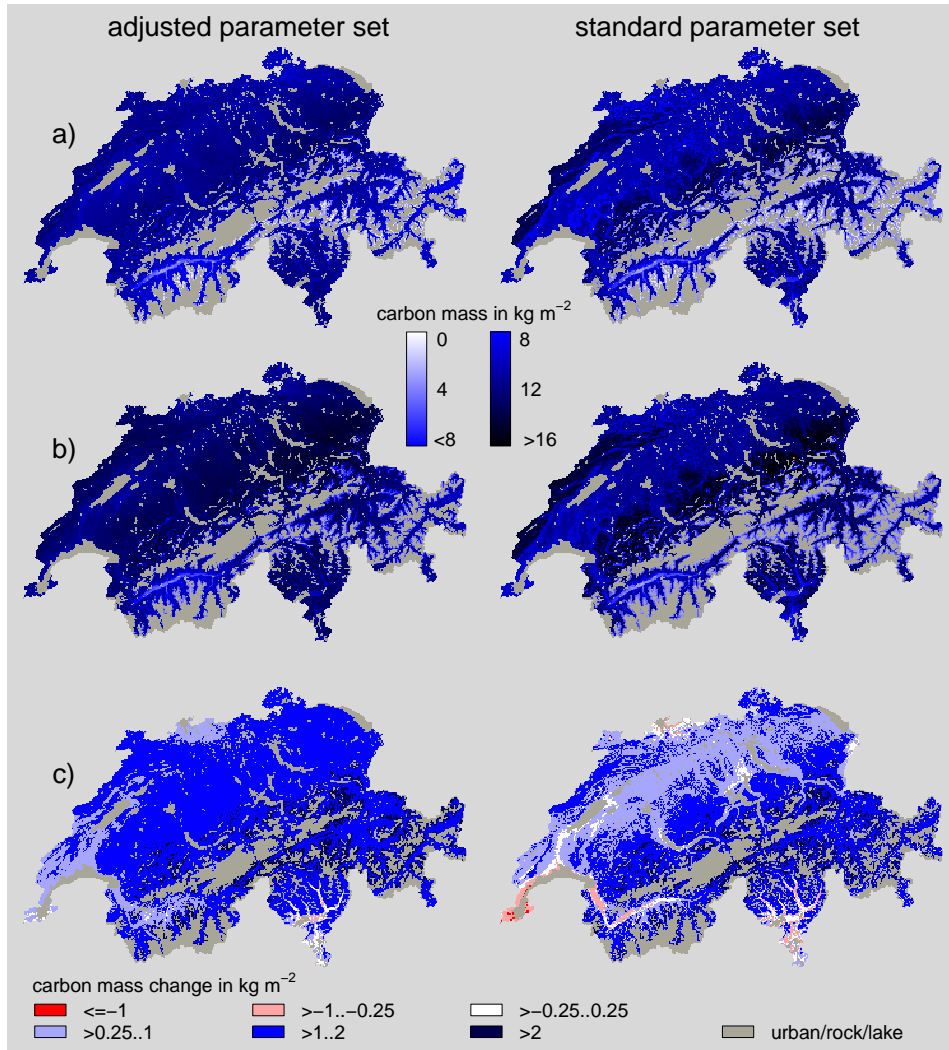 adjusted parameter set
standard parameter set
a)
carbon mass in kg m⁻²
0
8
4
12
<8
>16
b)
c)
carbon mass change in kg m⁻²
<=−1
>−1..−0.25
>−0.25..0.25
>0.25..1
>1..2
>2
urban/rock/lake